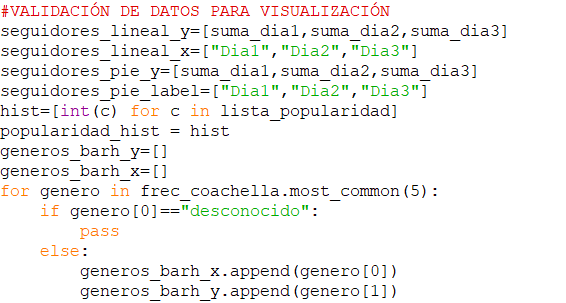 #VALIDACIÓN DE DATOS PARA VISUALIZACIÓN
seguidores_lineal_y=[suma_dia1,suma_dia2,suma_dia3]
seguidores_lineal_x=["Dia1","Dia2","Dia3"]
seguidores_pie_y=[suma_dia1,suma_dia2,suma_dia3]
seguidores_pie_label=["Dia1","Dia2","Dia3"]
hist=[int(c) for c in lista_popularidad]
popularidad_hist = hist
generos_barh_y=[]
generos_barh_x=[]
for genero in frec_coachella.most_common(5):
    if genero[0]=="desconocido":
        pass
    else:
        generos_barh_x.append(genero[0])
        generos_barh_y.append(genero[1])